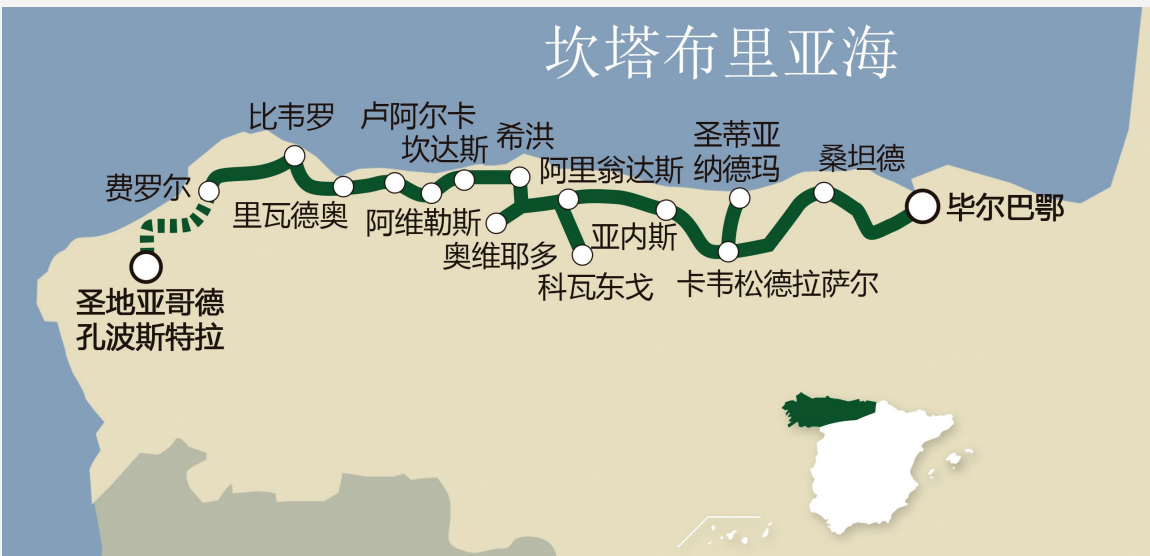 坎塔布里亚海
比韦罗
卢阿尔卡
坎达斯
希洪
圣蒂亚
纳德玛
桑坦德
阿里翁达斯
费罗尔
里瓦德奥
阿维勒斯
毕尔巴鄂
奥维耶多
亚内斯
科瓦东戈
卡韦松德拉萨尔
圣地亚哥德
孔波斯特拉